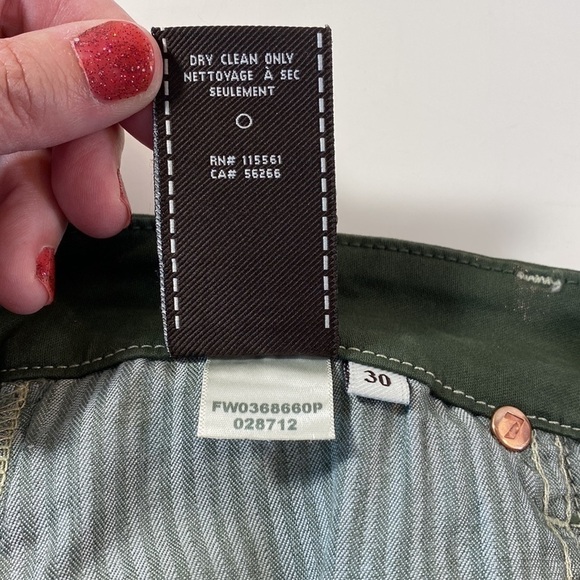 DRY CLEAN ONLY
NETTOYAGE À SEC
SEULEMENT
RN# 115561
CA# 56266
FW0368660P
028712
30